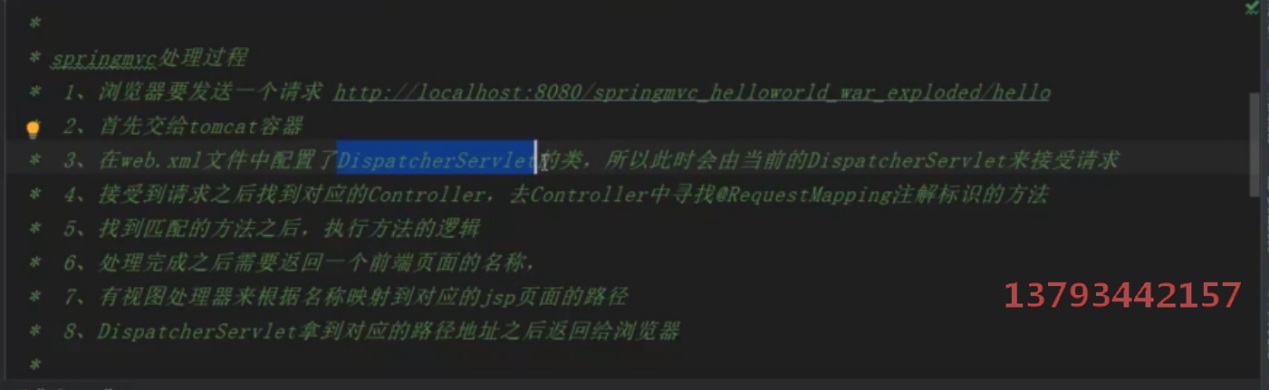 *
* springmvc处理过程
* 1、浏览器要发送一个请求 http://localhost:8080/springmvc_helloworld_war_exploded/hello
* 2、首先交给tomcat容器
* 3、在web.xml文件中配置了DispatcherServlet的类，所以此时会由当前的DispatcherServlet来接受请求
* 4、接受到请求之后找到对应的Controller，去Controller中寻找@RequestMapping注解标识的方法
* 5、找到匹配的方法之后，执行方法的逻辑
* 6、处理完成之后需要返回一个前端页面的名称，
* 7、有视图处理器来根据名称映射到对应的jsp页面的路径
13793442157
* 8、DispatcherServlet拿到对应的路径地址之后返回给浏览器
*